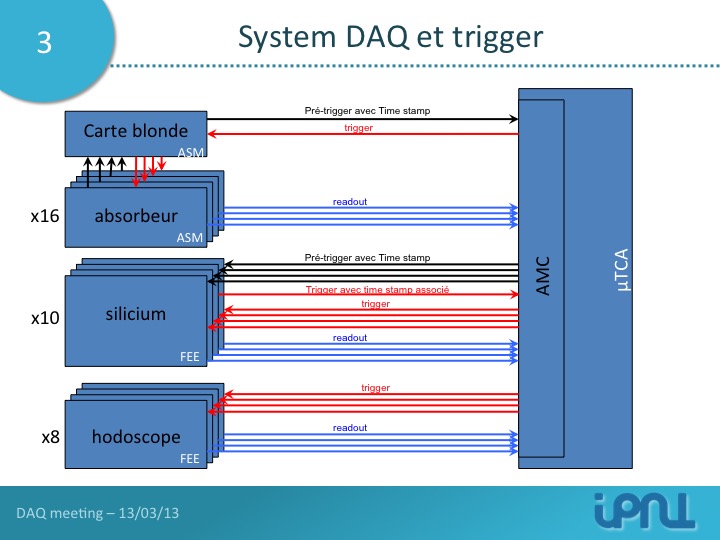 3
System DAQ et trigger
Pré-trigger avec Time stamp
trigger
Carte blonde
ASM
x16
absorbeur
ASM
readout
Pré-trigger avec Time stamp
Trigger avec time stamp associé
trigger
x10
silicium
FEE
readout
trigger
x8
hodoscope
FEE
readout
AMC
µTCA
DAQ meeting – 13/03/13
ipnl